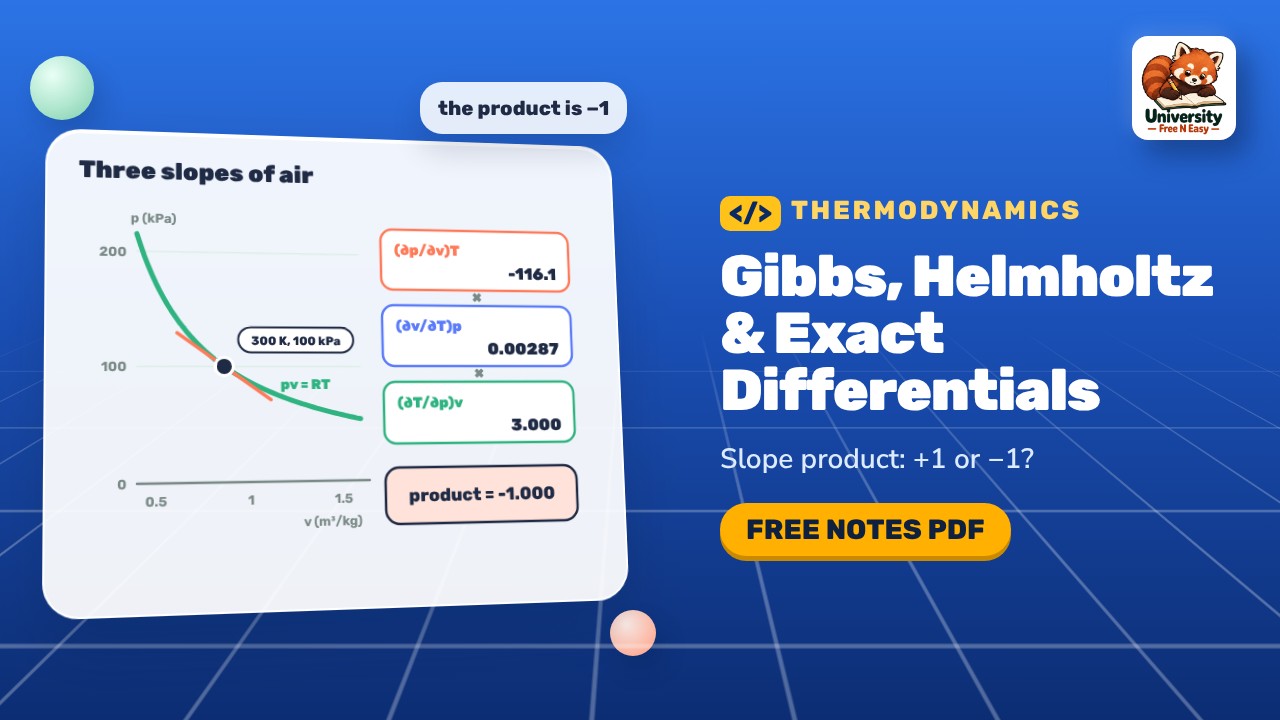 the product is −1
Three slopes of air
p (kPa)
200
100
0
0.5
1
1.5
v (m³/kg)
300 K, 100 kPa
pv = RT
(∂p/∂v)T
-116.1
×
(∂v/∂T)p
0.00287
×
(∂T/∂p)v
3.000
product = -1.000
University
Free N Easy
</> THERMODYNAMICS
Gibbs, Helmholtz
& Exact
Differentials
Slope product: +1 or −1?
FREE NOTES PDF